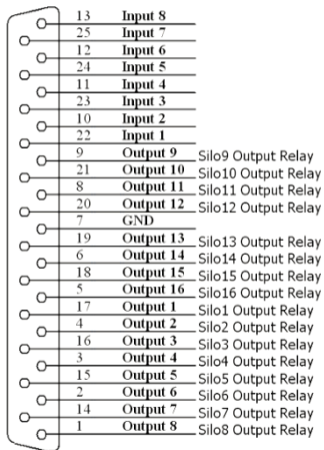 13 Input 8
25 Input 7
12 Input 6
24 Input 5
11 Input 4
23 Input 3
10 Input 2
22 Input 1
9 Output 9 Silo9 Output Relay
21 Output 10 Silo10 Output Relay
8 Output 11 Silo11 Output Relay
20 Output 12 Silo12 Output Relay
7 GND
19 Output 13 Silo13 Output Relay
6 Output 14 Silo14 Output Relay
18 Output 15 Silo15 Output Relay
5 Output 16 Silo16 Output Relay
17 Output 1 Silo1 Output Relay
4 Output 2 Silo2 Output Relay
16 Output 3 Silo3 Output Relay
3 Output 4 Silo4 Output Relay
15 Output 5 Silo5 Output Relay
2 Output 6 Silo6 Output Relay
14 Output 7 Silo7 Output Relay
1 Output 8 Silo8 Output Relay